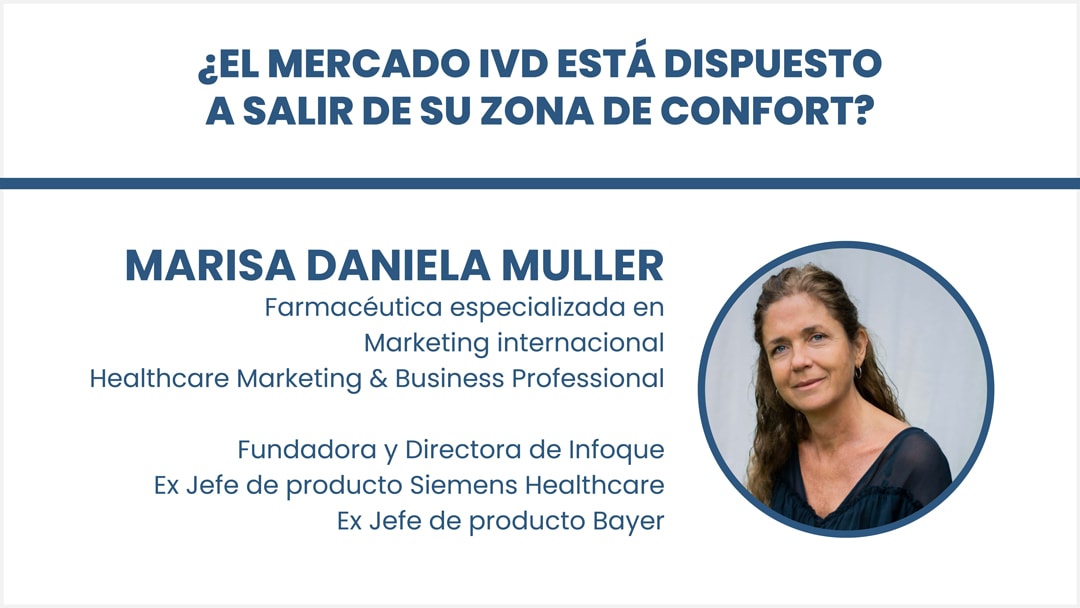 ¿EL MERCADO IVD ESTÁ DISPUESTO
A SALIR DE SU ZONA DE CONFORT?
MARISA DANIELA MULLER
Farmacéutica especializada en
Marketing internacional
Healthcare Marketing & Business Professional
Fundadora y Directora de Infoque
Ex Jefe de producto Siemens Healthcare
Ex Jefe de producto Bayer